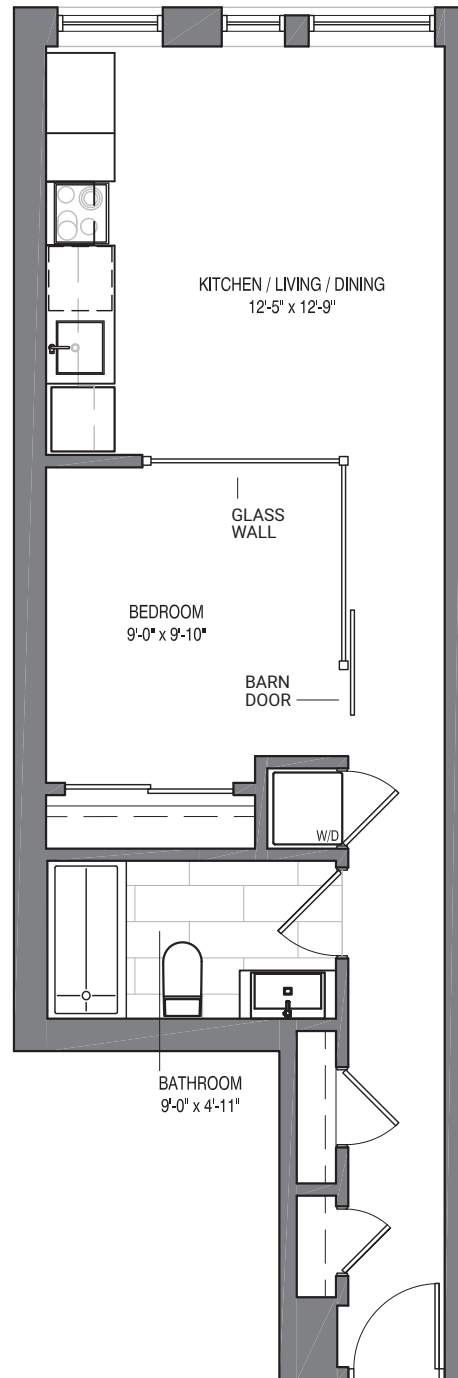 KITCHEN / LIVING / DINING
12'-5" x 12'-9"
GLASS
WALL
BEDROOM
9'-0" x 9'-10"
BARN
DOOR
W/D
BATHROOM
9'-0" x 4'-11"